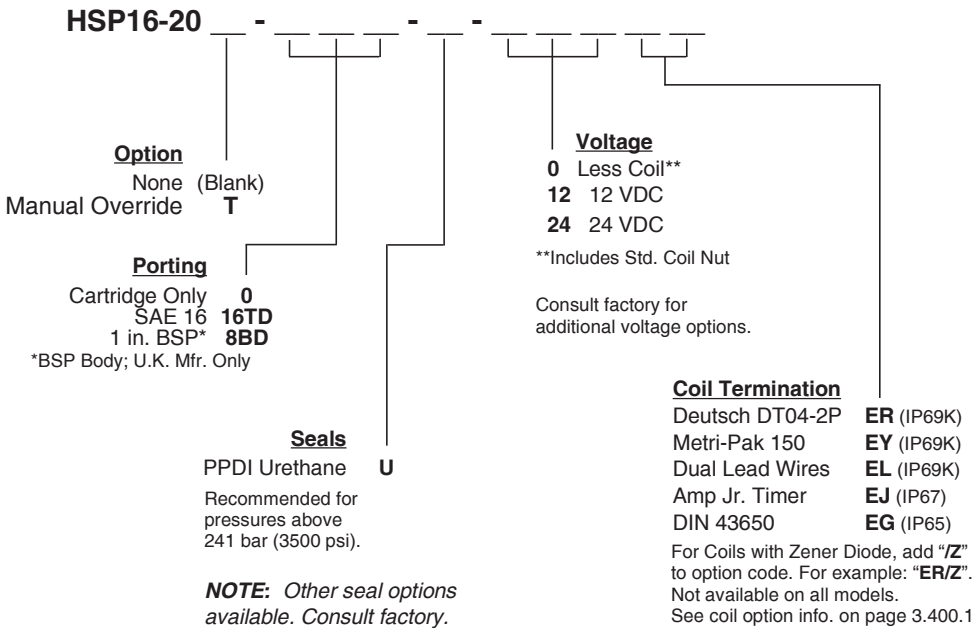 HSP16-20 __ - __ __ __ - __ - __ __ __ __ __
Option
None (Blank)
Manual Override T
Porting
Cartridge Only 0
SAE 16 16TD
1 in. BSP* 8BD
*BSP Body; U.K. Mfr. Only
Seals
PPDI Urethane U
Recommended for
pressures above
241 bar (3500 psi).
NOTE: Other seal options
available. Consult factory.
Voltage
0 Less Coil**
12 12 VDC
24 24 VDC
**Includes Std. Coil Nut
Consult factory for
additional voltage options.
Coil Termination
Deutsch DT04-2P ER (IP69K)
Metri-Pak 150 EY (IP69K)
Dual Lead Wires EL (IP69K)
Amp Jr. Timer EJ (IP67)
DIN 43650 EG (IP65)
For Coils with Zener Diode, add “/Z”
to option code. For example: “ER/Z”.
Not available on all models.
See coil option info. on page 3.400.1